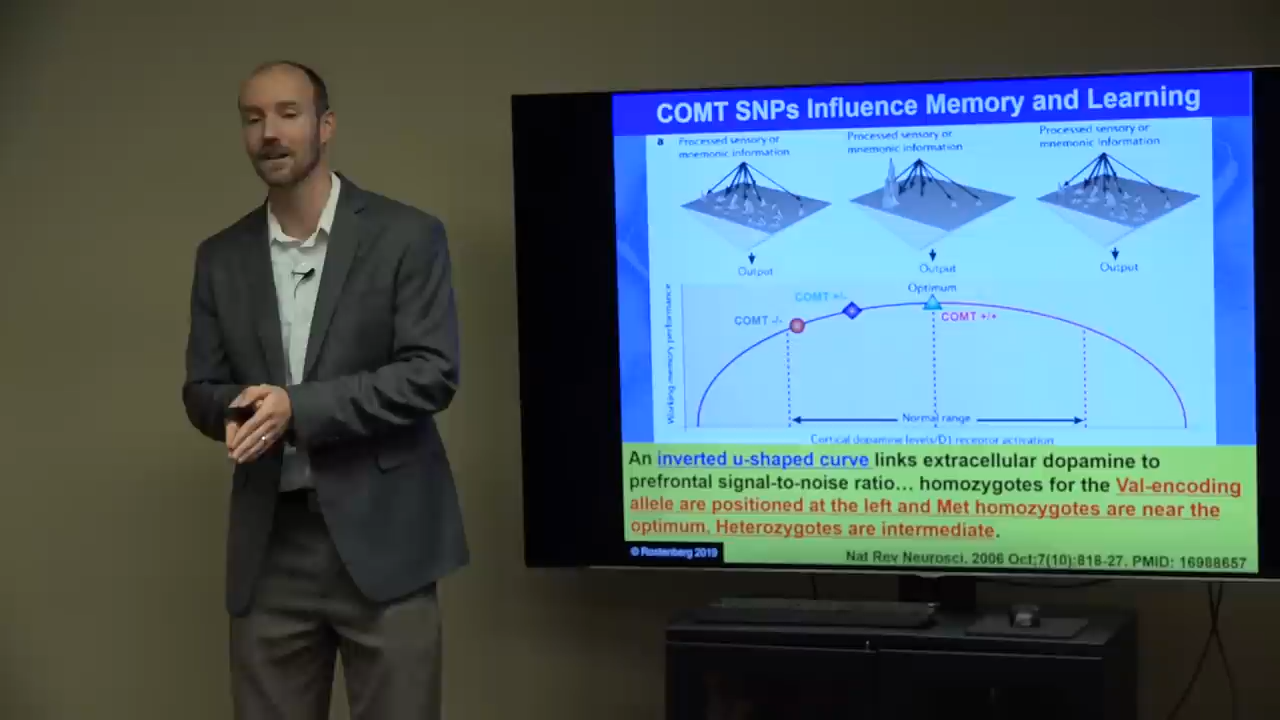 COMT SNPs Influence Memory and Learning
a
Processed sensory or
mnemonic information
Processed sensory or
mnemonic information
Processed sensory or
mnemonic information
Output
Output
Output
Working memory performance
Optimum
COMT +/-
COMT -/-
COMT +/+
Normal range
Cortical dopamine levels/D1 receptor activation
An inverted u-shaped curve links extracellular dopamine to
prefrontal signal-to-noise ratio... homozygotes for the Val-encoding
allele are positioned at the left and Met homozygotes are near the
optimum. Heterozygotes are intermediate.
© Rostenberg 2019
Nat Rev Neurosci. 2006 Oct;7(10):818-27. PMID: 16988657